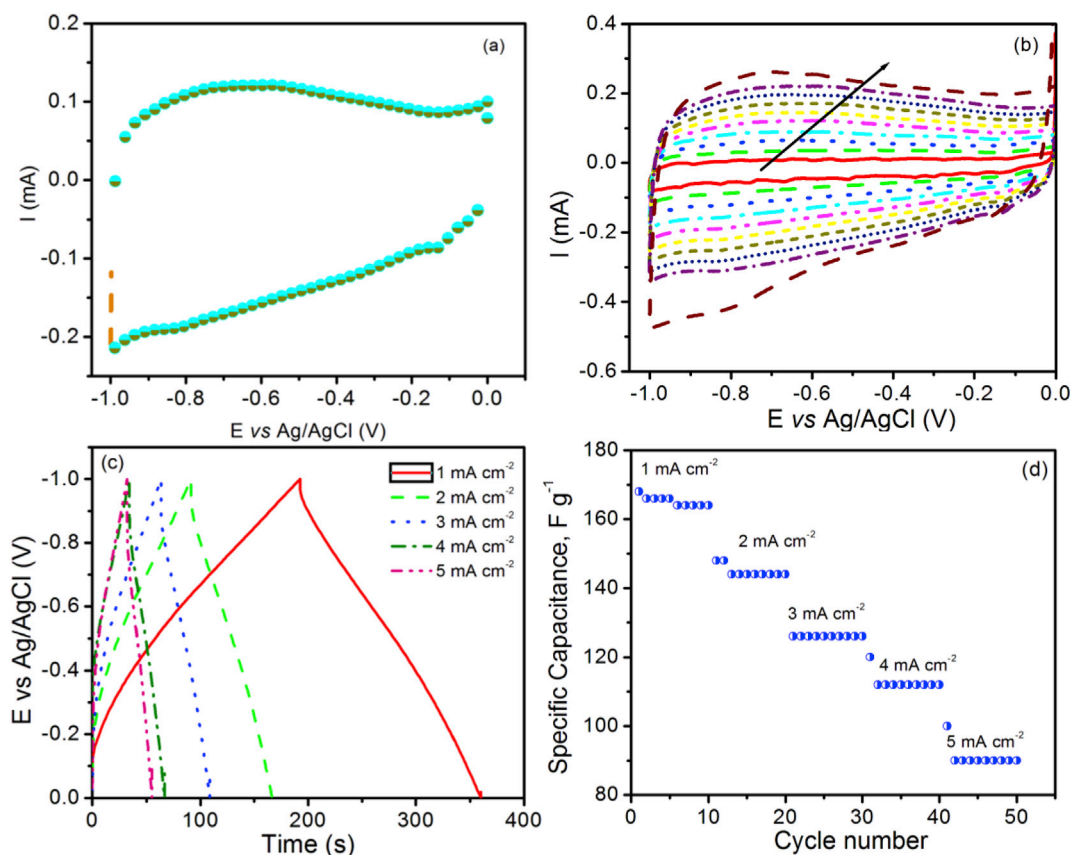 (a)
0.2
0.1
0.0
-0.1
-0.2
I (mA)
-1.0 -0.8 -0.6 -0.4 -0.2 0.0
E vs Ag/AgCl (V)
(b)
0.4
0.2
0.0
-0.2
-0.4
-0.6
I (mA)
-1.0 -0.8 -0.6 -0.4 -0.2 0.0
E vs Ag/AgCl (V)
(c)
-1.0
-0.8
-0.6
-0.4
-0.2
0.0
E vs Ag/AgCl (V)
1 mA cm⁻²
2 mA cm⁻²
3 mA cm⁻²
4 mA cm⁻²
5 mA cm⁻²
0 100 200 300 400
Time (s)
(d)
180
160
140
120
100
80
Specific Capacitance, F g⁻¹
1 mA cm⁻²
2 mA cm⁻²
3 mA cm⁻²
4 mA cm⁻²
5 mA cm⁻²
0 10 20 30 40 50
Cycle number